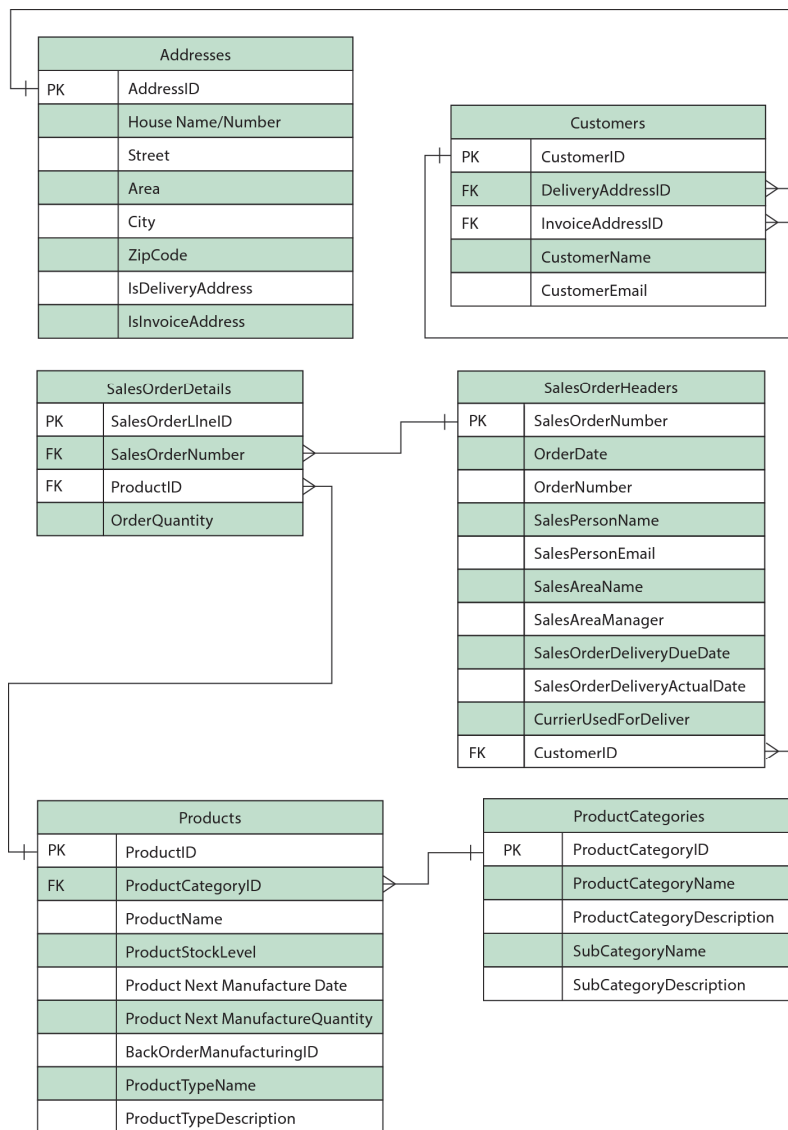 Addresses
PK AddressID
House Name/Number
Street
Area
City
ZipCode
IsDeliveryAddress
IsInvoiceAddress
Customers
PK CustomerID
FK DeliveryAddressID
FK InvoiceAddressID
CustomerName
CustomerEmail
SalesOrderDetails
PK SalesOrderLIneID
FK SalesOrderNumber
FK ProductID
OrderQuantity
SalesOrderHeaders
PK SalesOrderNumber
OrderDate
OrderNumber
SalesPersonName
SalesPersonEmail
SalesAreaName
SalesAreaManager
SalesOrderDeliveryDueDate
SalesOrderDeliveryActualDate
CurrierUsedForDeliver
FK CustomerID
Products
PK ProductID
FK ProductCategoryID
ProductName
ProductStockLevel
Product Next Manufacture Date
Product Next ManufactureQuantity
BackOrderManufacturingID
ProductTypeName
ProductTypeDescription
ProductCategories
PK ProductCategoryID
ProductCategoryName
ProductCategoryDescription
SubCategoryName
SubCategoryDescription